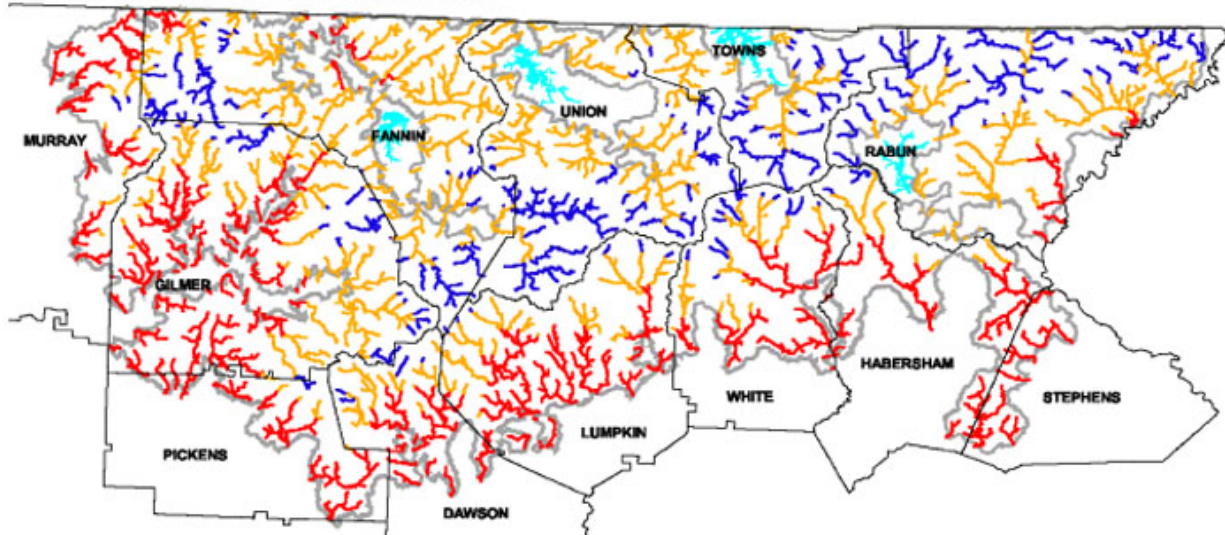 TOWNS
UNION
MURRAY
FANNIN
RABUN
GILMER
HABERSHAM
WHITE
STEPHENS
LUMPKIN
PICKENS
DAWSON